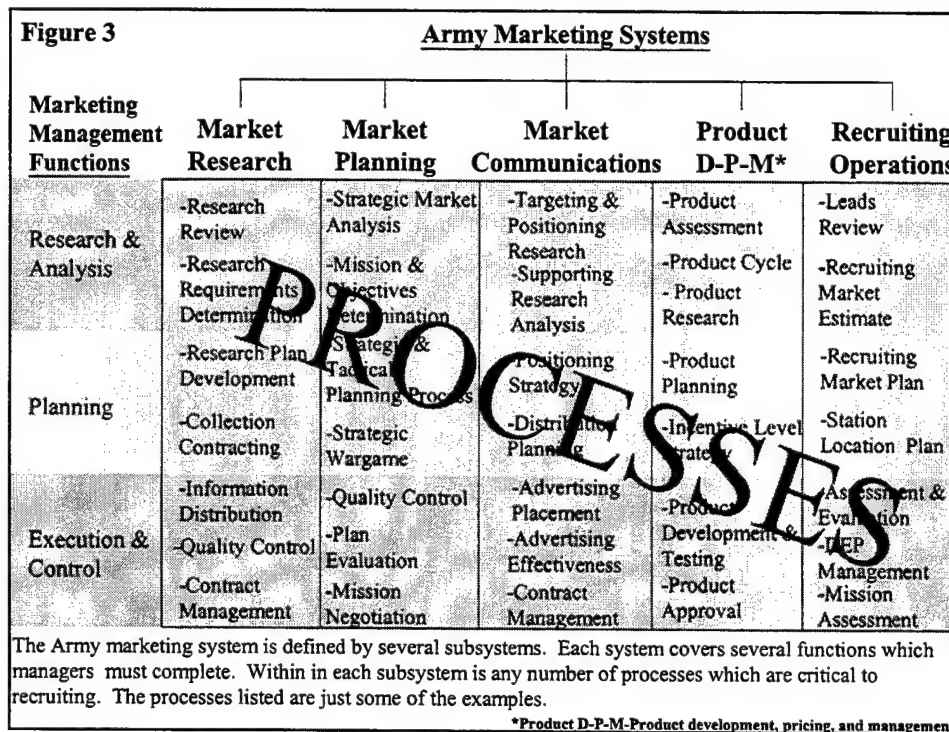 Figure 3
Army Marketing Systems
Marketing
Management
Functions
Market
Research
Market
Planning
Market
Communications
Product
D-P-M*
Recruiting
Operations
Research &
Analysis
-Research
Review
-Research
Requirements
Determination
-Strategic Market
Analysis
-Mission &
Objectives
Determination
-Targeting &
Positioning
Research
-Supporting
Research
Analysis
-Product
Assessment
-Product Cycle
- Product
Research
-Leads
Review
-Recruiting
Market
Estimate
Planning
-Research Plan
Development
-Collection
Contracting
-Strategic &
Tactical
Planning Process
-Strategic
Wargame
-Positioning
Strategy
-Distribution
Planning
-Product
Planning
-Incentive Level
Strategy
-Recruiting
Market Plan
-Station
Location Plan
Execution &
Control
-Information
Distribution
-Quality Control
-Contract
Management
-Quality Control
-Plan
Evaluation
-Mission
Negotiation
-Advertising
Placement
-Advertising
Effectiveness
-Contract
Management
-Product
Development &
Testing
-Product
Approval
-Assessment &
Evaluation
-DEP
Management
-Mission
Assessment
PROCESSES
The Army marketing system is defined by several subsystems. Each system covers several functions which
managers must complete. Within in each subsystem is any number of processes which are critical to
recruiting. The processes listed are just some of the examples.
*Product D-P-M-Product development, pricing, and managemen